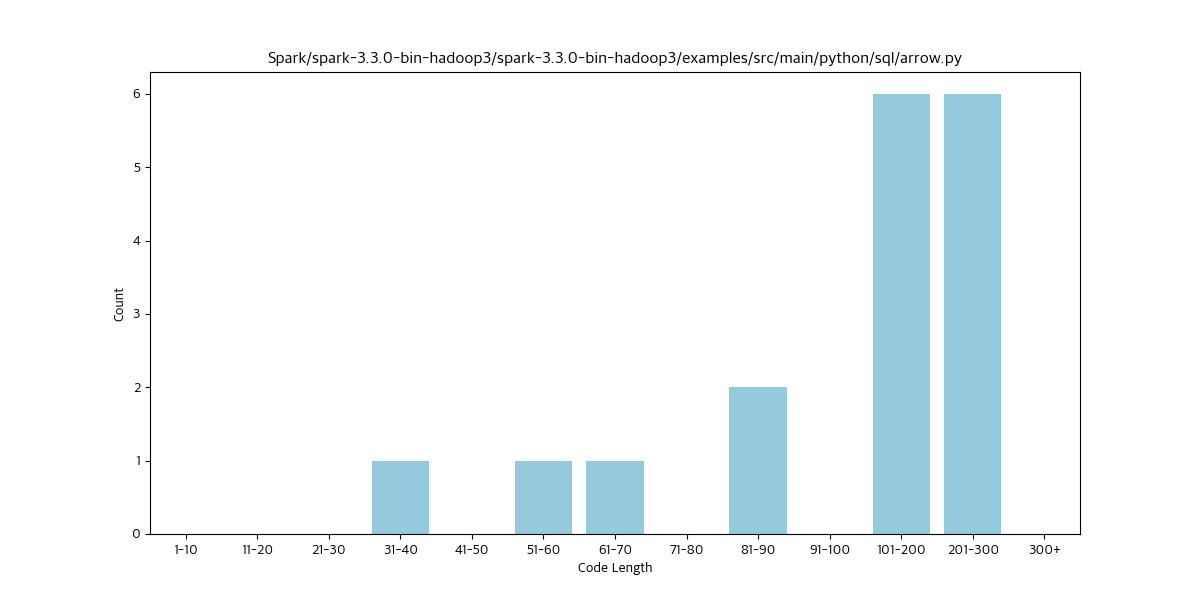 Spark/spark-3.3.0-bin-hadoop3/spark-3.3.0-bin-hadoop3/examples/src/main/python/sql/arrow.py
6
5
4
3
2
1
0
Count
1-10 11-20 21-30 31-40 41-50 51-60 61-70 71-80 81-90 91-100 101-200 201-300 300+
Code Length